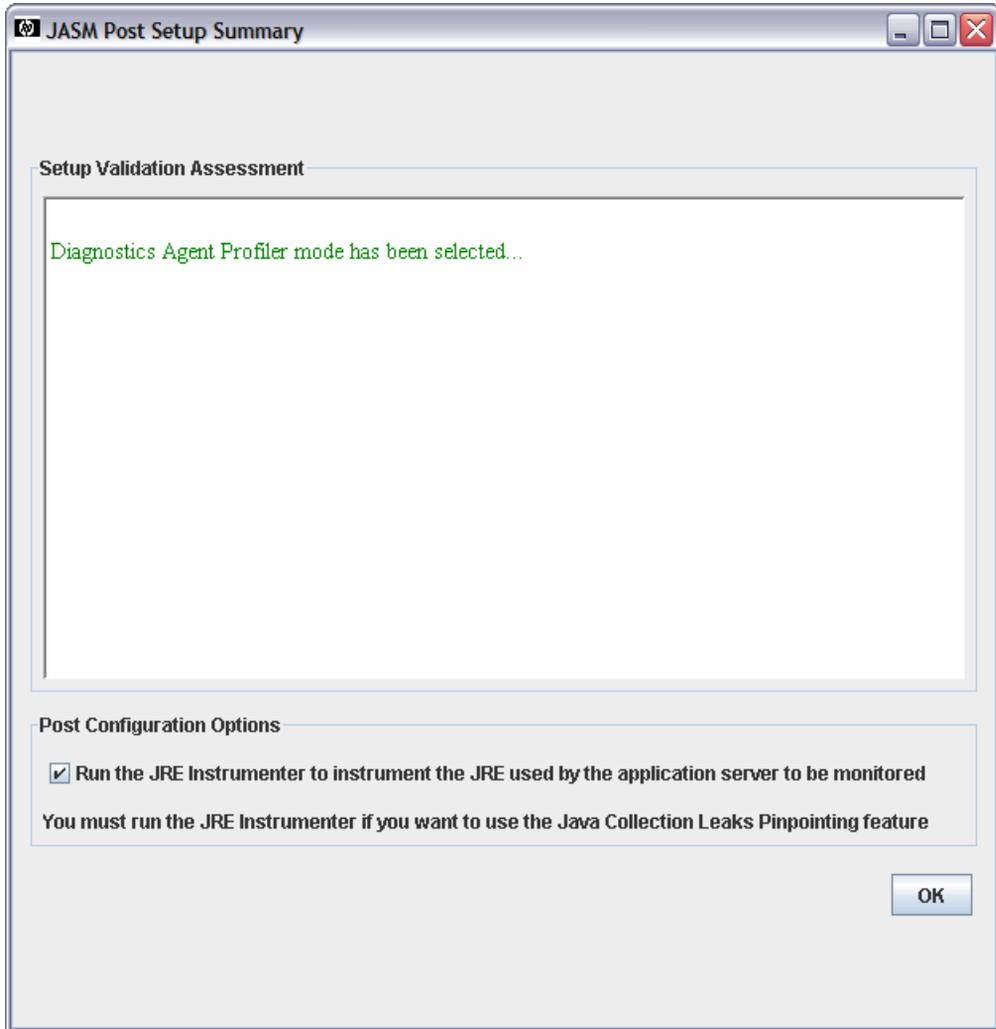 JASM Post Setup Summary
Setup Validation Assessment
Diagnostics Agent Profiler mode has been selected...
Post Configuration Options
Run the JRE Instrumenter to instrument the JRE used by the application server to be monitored
You must run the JRE Instrumenter if you want to use the Java Collection Leaks Pinpointing feature
OK